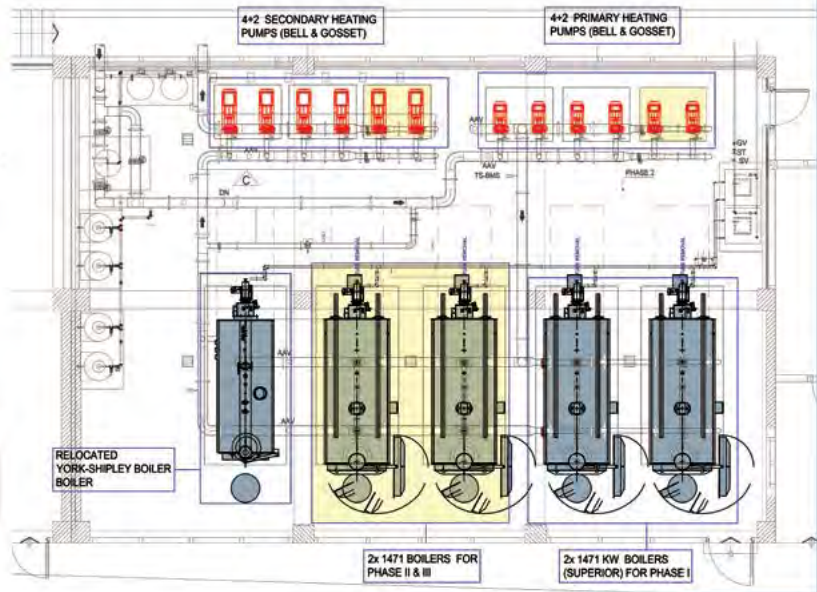 4+2 SECONDARY HEATING
PUMPS (BELL & GOSSET)
4+2 PRIMARY HEATING
PUMPS (BELL & GOSSET)
AAV
AAV
AAV
TS-BMS
PHASE 2
C
DN
AAV
AAV
RELOCATED
YORK-SHIPLEY BOILER
BOILER
2x 1471 BOILERS FOR
PHASE II & III
2x 1471 KW BOILERS
(SUPERIOR) FOR PHASE I